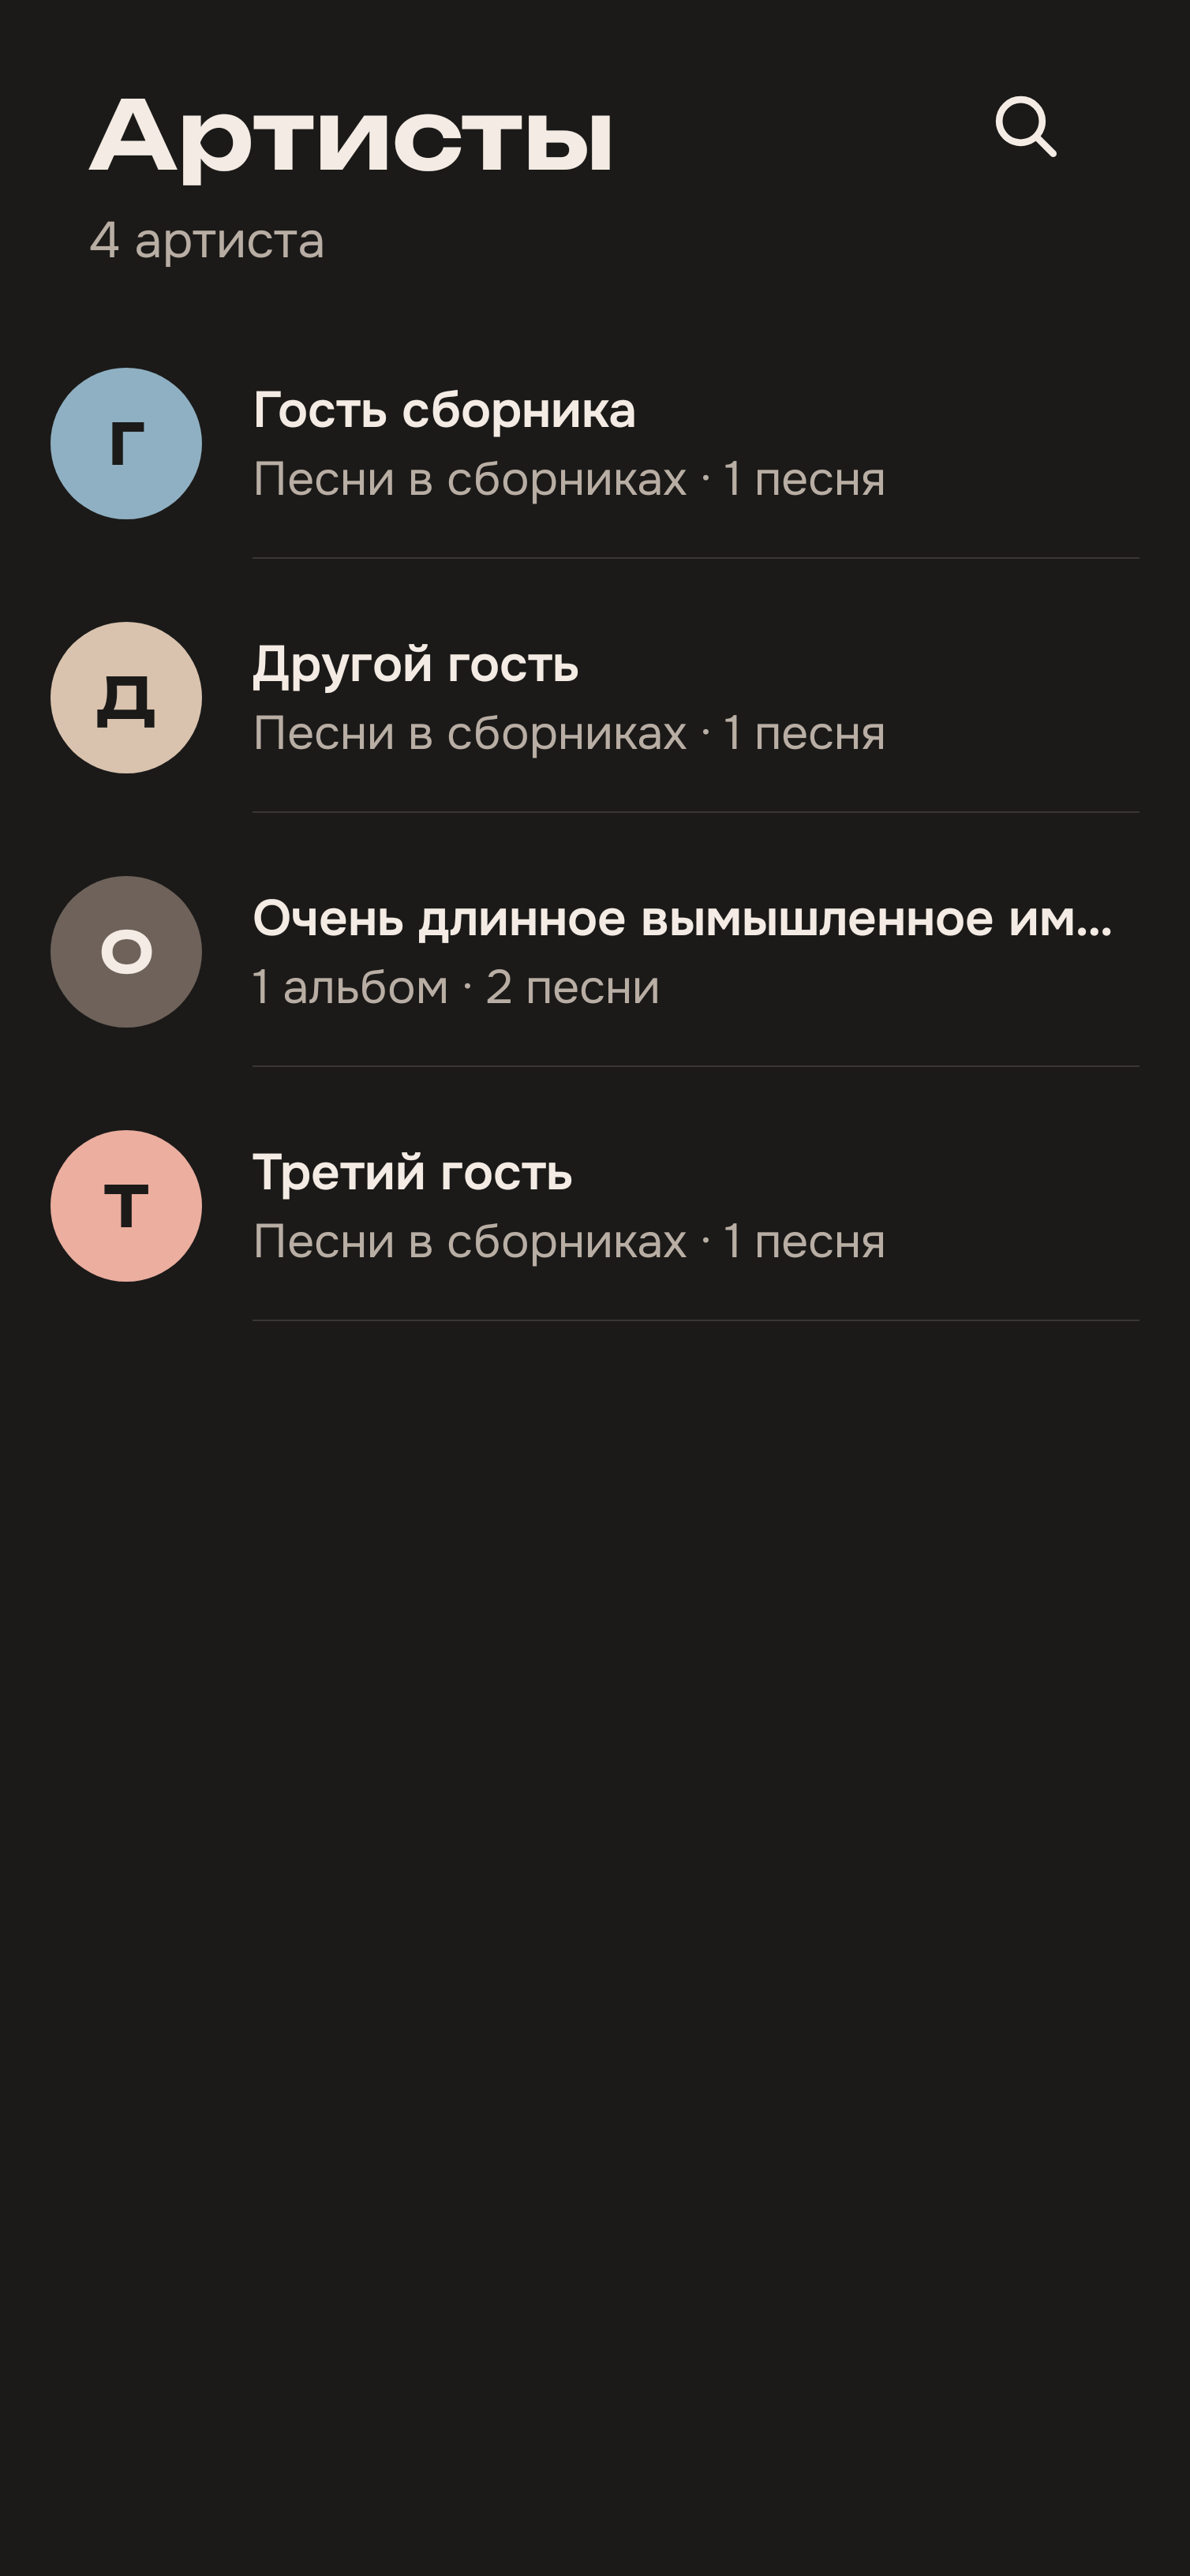 Артисты
4 артиста
Г
Гость сборника
Песни в сборниках · 1 песня
Д
Другой гость
Песни в сборниках · 1 песня
О
Очень длинное вымышленное им...
1 альбом · 2 песни
Т
Третий гость
Песни в сборниках · 1 песня